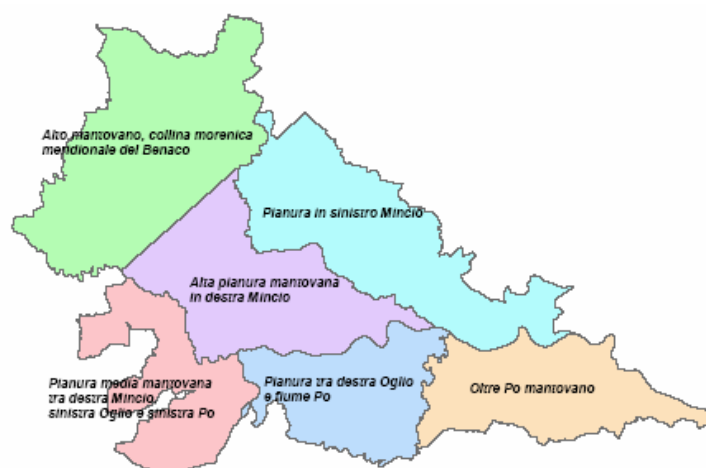 Alto mantovano, collina morenica
meridionale del Benaco
Pianura in sinistro Mincio
Alta pianura mantovana
in destra Mincio
Pianura media mantovana
tra destra Mincio,
sinistra Oglio e sinistra Po
Pianura tra destra Oglio
e fiume Po
Oltre Po mantovano